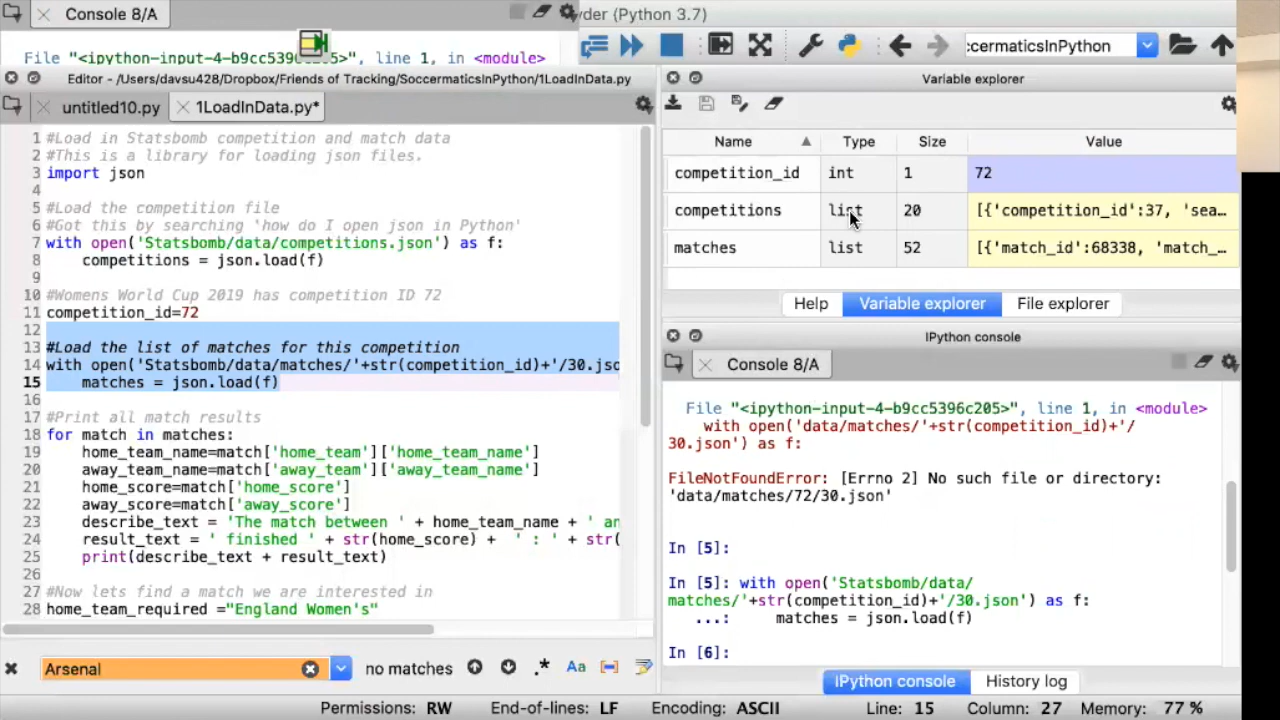 Console 8/A
File "<ipython-input-4-b9cc5396c205>", line 1, in <module>
yder (Python 3.7)
:ccermaticsInPython
Editor - /Users/davsu428/Dropbox/Friends of Tracking/SoccermaticsInPython/1LoadInData.py
untitled10.py
1LoadInData.py*
1 #Load in Statsbomb competition and match data
2 #This is a library for loading json files.
3 import json
4
5 #Load the competition file
6 #Got this by searching 'how do I open json in Python'
7 with open('Statsbomb/data/competitions.json') as f:
8 competitions = json.load(f)
9
10 #Womens World Cup 2019 has competition ID 72
11 competition_id=72
12
13 #Load the list of matches for this competition
14 with open('Statsbomb/data/matches/'+str(competition_id)+'/30.jso
15 matches = json.load(f)
16
17 #Print all match results
18 for match in matches:
19 home_team_name=match['home_team']['home_team_name']
20 away_team_name=match['away_team']['away_team_name']
21 home_score=match['home_score']
22 away_score=match['away_score']
23 describe_text = 'The match between ' + home_team_name + ' an
24 result_text = ' finished ' + str(home_score) + ' : ' + str(
25 print(describe_text + result_text)
26
27 #Now lets find a match we are interested in
28 home_team_required ="England Women's"
Arsenal
no matches
.*
Aa
Variable explorer
Name Type Size Value
competition_id int 1 72
competitions list 20 [{'competition_id':37, 'sea…
matches list 52 [{'match_id':68338, 'match_…
Help Variable explorer File explorer
IPython console
Console 8/A
File "<ipython-input-4-b9cc5396c205>", line 1, in <module>
with open('data/matches/'+str(competition_id)+'/
30.json') as f:
FileNotFoundError: [Errno 2] No such file or directory:
'data/matches/72/30.json'
In [5]:
In [5]: with open('Statsbomb/data/
matches/'+str(competition_id)+'/30.json') as f:
...: matches = json.load(f)
In [6]:
IPython console History log
Permissions: RW End-of-lines: LF Encoding: ASCII Line: 15 Column: 27 Memory: 77 %